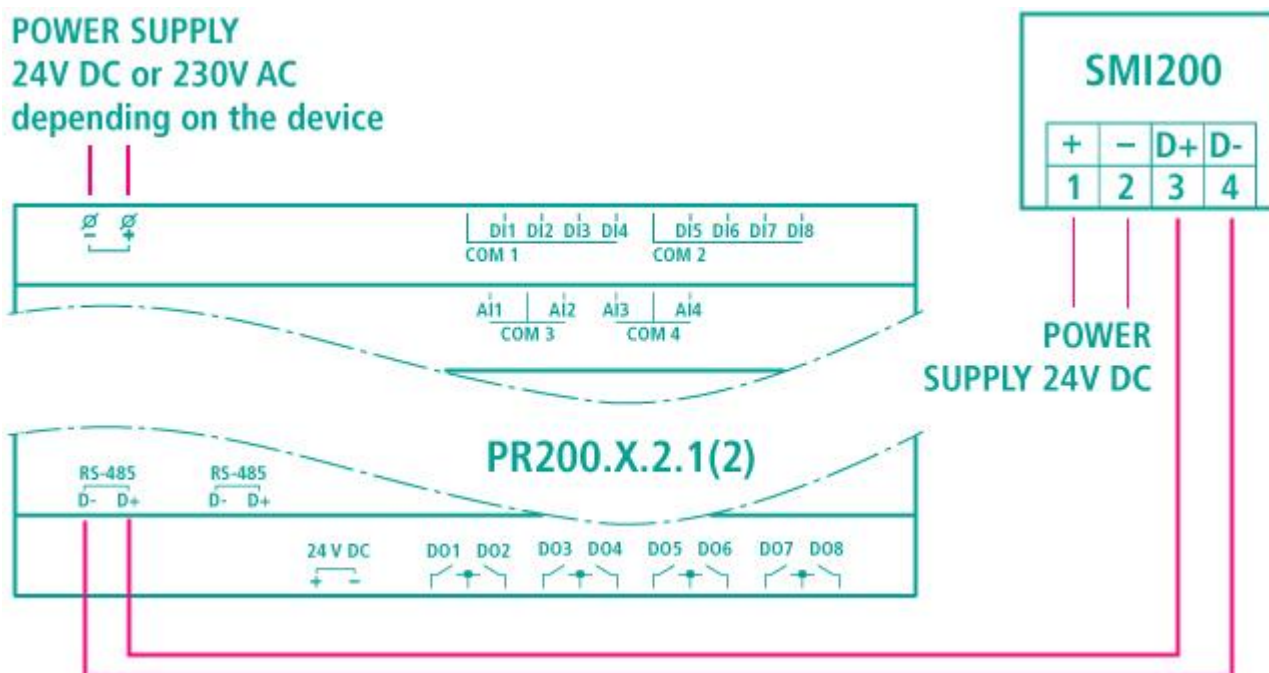 POWER SUPPLY
24V DC or 230V AC
depending on the device
SMI200
+ − D+ D-
1 2 3 4
− +
DI1 DI2 DI3 DI4 DI5 DI6 DI7 DI8
COM 1 COM 2
AI1 AI2 AI3 AI4
COM 3 COM 4
POWER
SUPPLY 24V DC
PR200.X.2.1(2)
RS-485 RS-485
D- D+ D- D+
24 V DC DO1 DO2 DO3 DO4 DO5 DO6 DO7 DO8
+ −